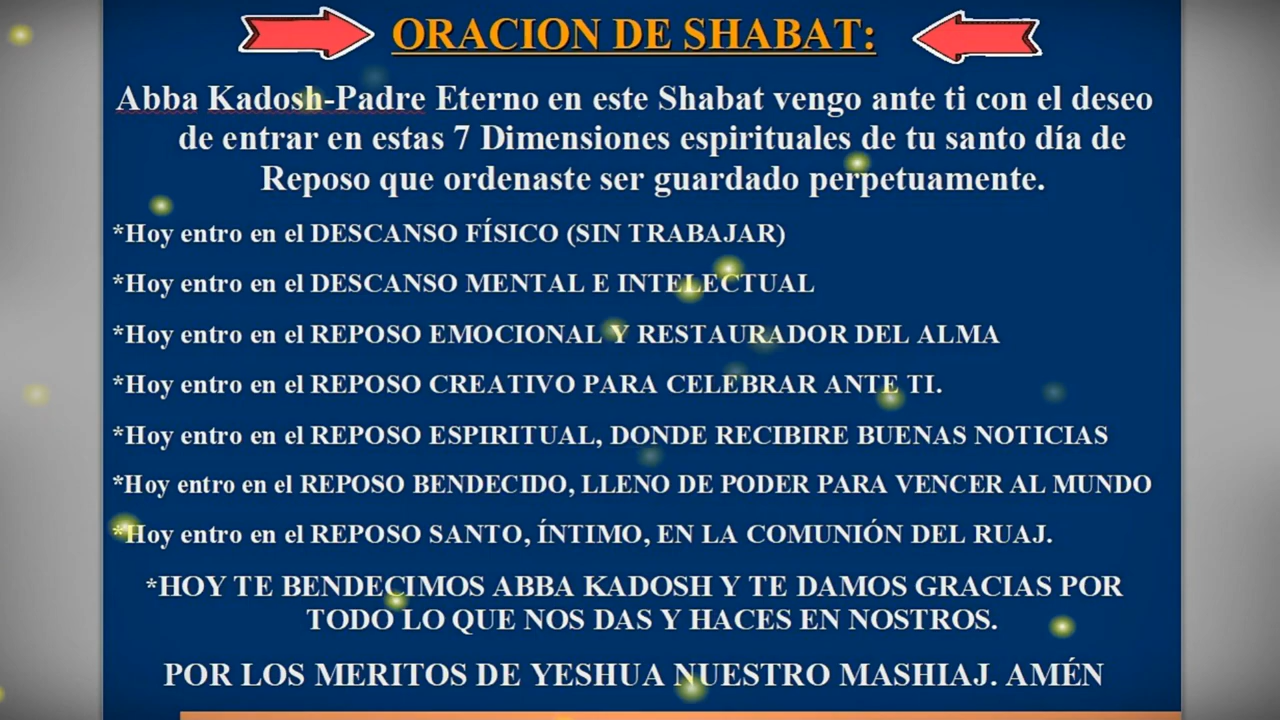 ORACION DE SHABAT:
Abba Kadosh-Padre Eterno en este Shabat vengo ante ti con el deseo
de entrar en estas 7 Dimensiones espirituales de tu santo día de
Reposo que ordenaste ser guardado perpetuamente.
*Hoy entro en el DESCANSO FÍSICO (SIN TRABAJAR)
*Hoy entro en el DESCANSO MENTAL E INTELECTUAL
*Hoy entro en el REPOSO EMOCIONAL Y RESTAURADOR DEL ALMA
*Hoy entro en el REPOSO CREATIVO PARA CELEBRAR ANTE TI.
*Hoy entro en el REPOSO ESPIRITUAL, DONDE RECIBIRE BUENAS NOTICIAS
*Hoy entro en el REPOSO BENDECIDO, LLENO DE PODER PARA VENCER AL MUNDO
*Hoy entro en el REPOSO SANTO, ÍNTIMO, EN LA COMUNIÓN DEL RUAJ.
*HOY TE BENDECIMOS ABBA KADOSH Y TE DAMOS GRACIAS POR
TODO LO QUE NOS DAS Y HACES EN NOSTROS.
POR LOS MERITOS DE YESHUA NUESTRO MASHIAJ. AMÉN